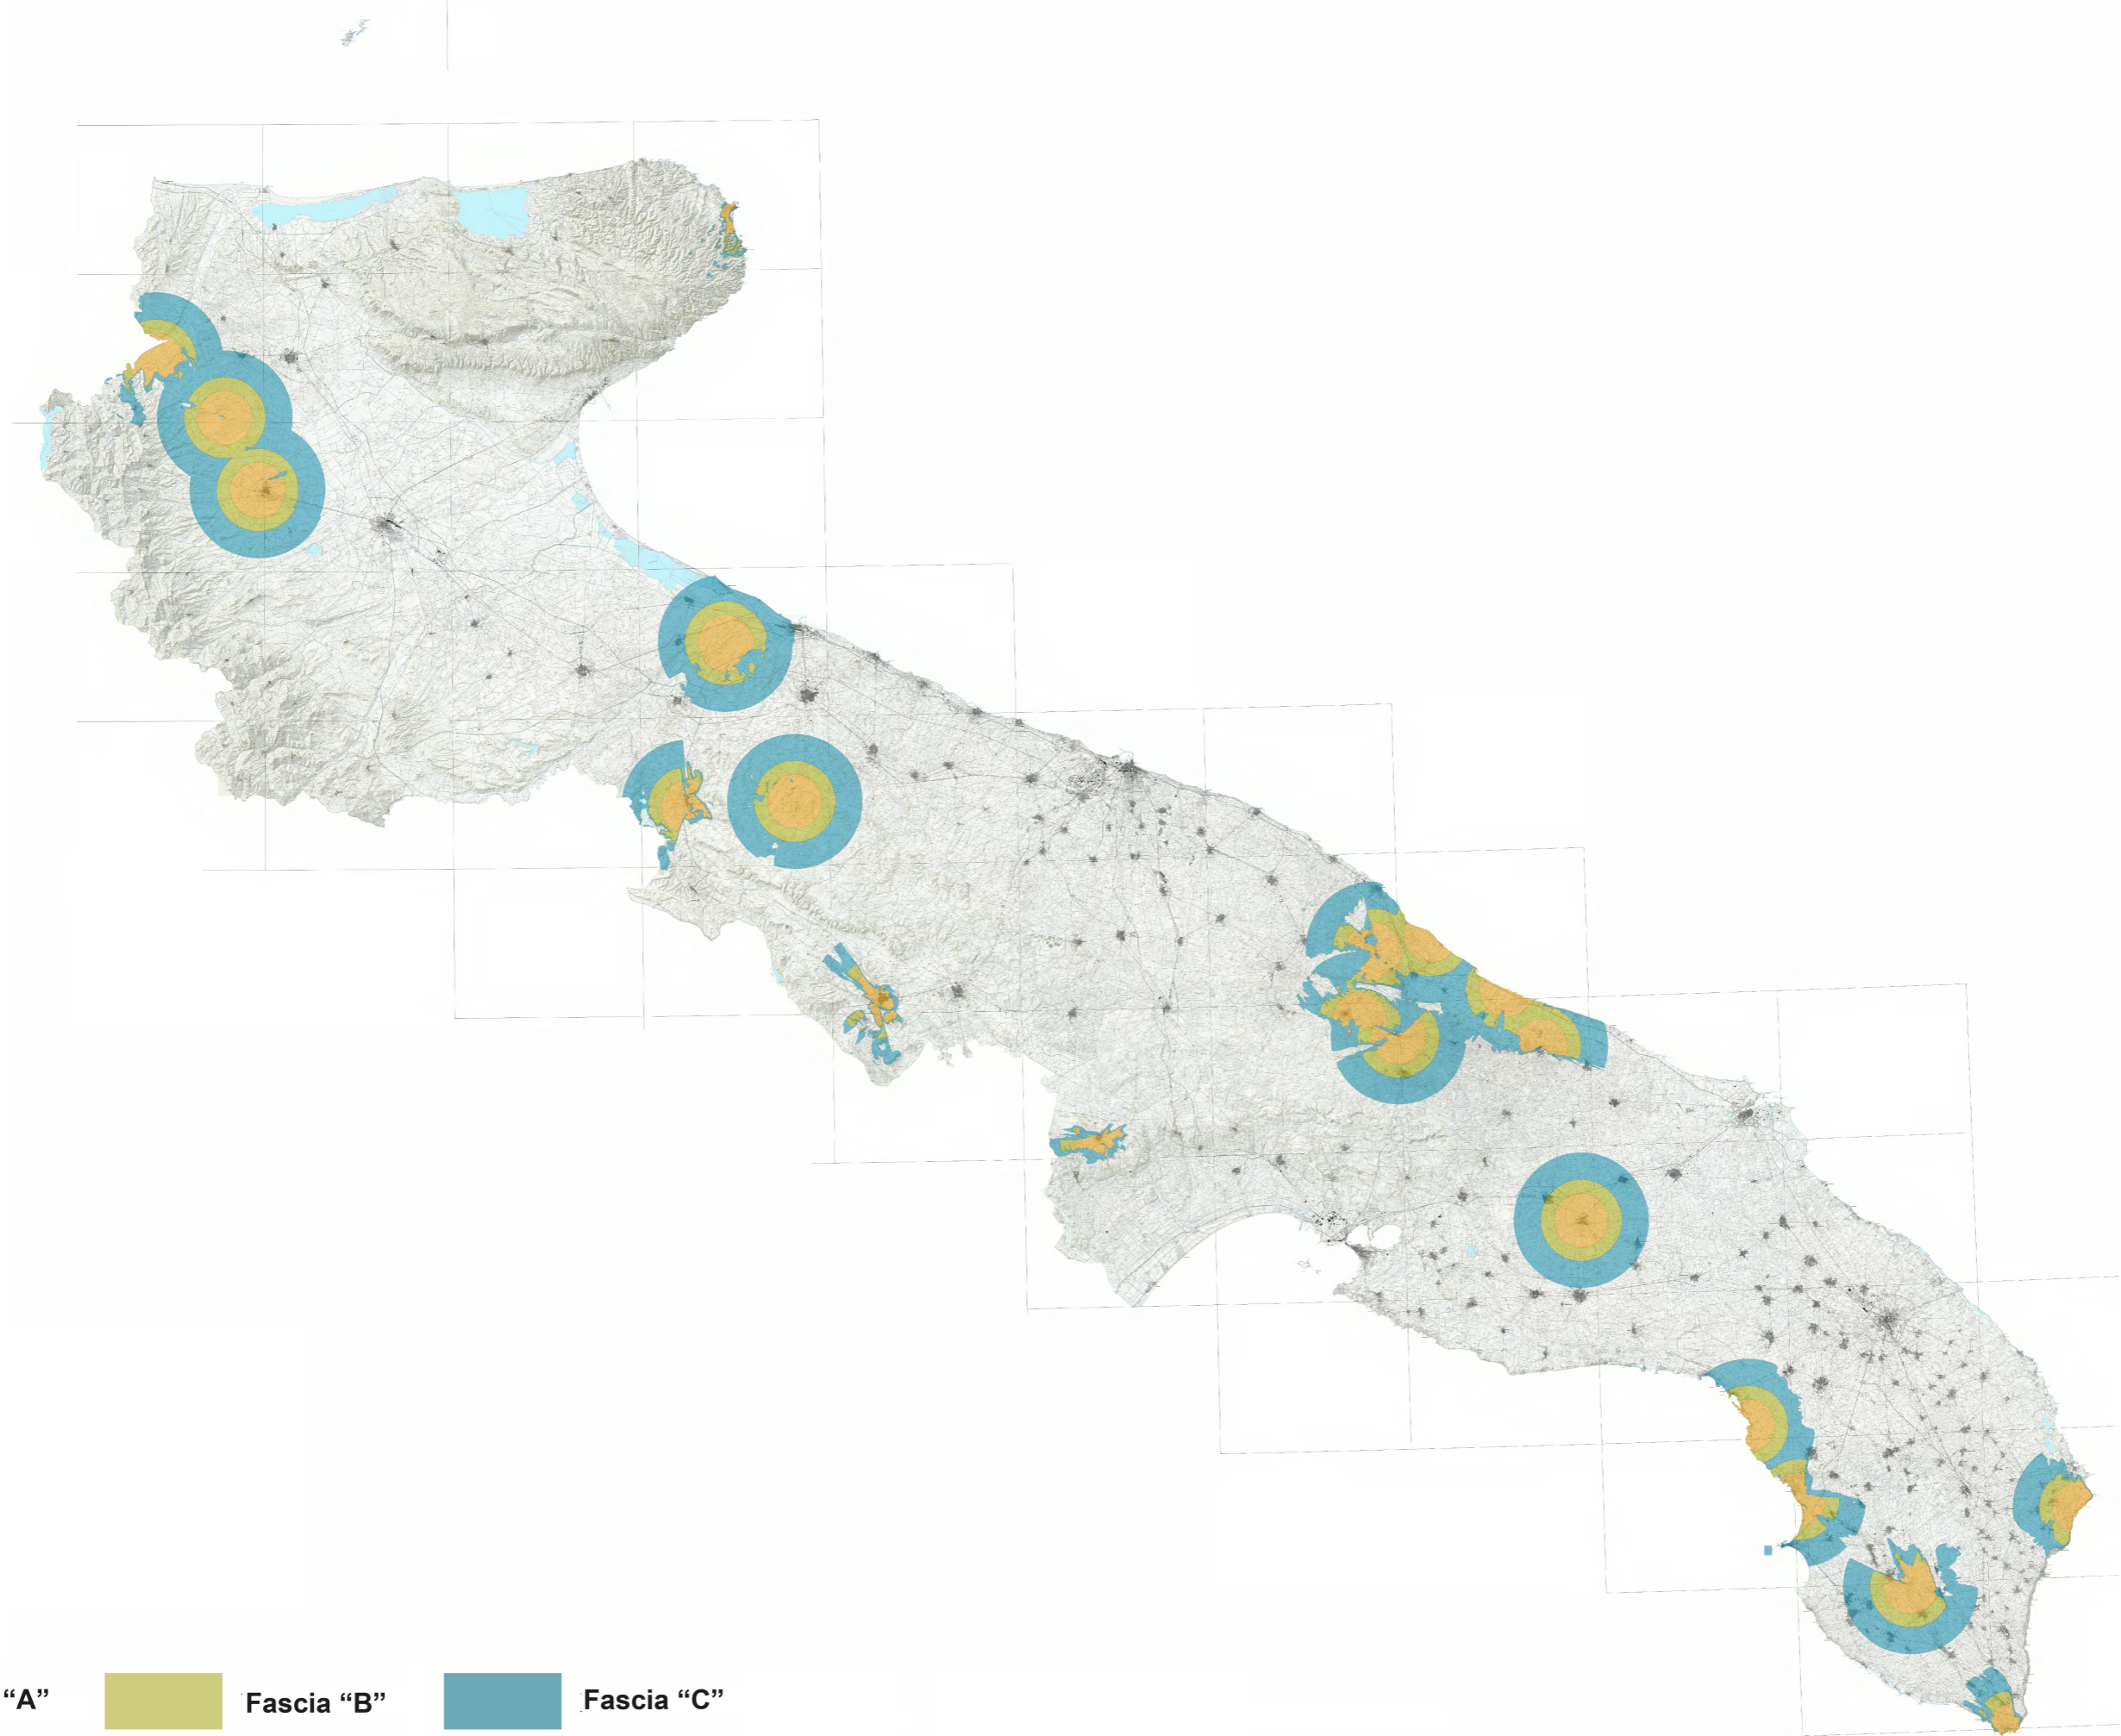 “A” Fascia “B” Fascia “C”